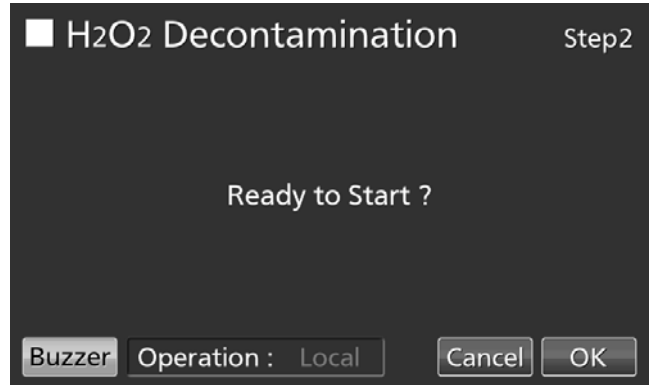 H2O2 Decontamination Step2
Ready to Start ?
Buzzer Operation : Local Cancel OK